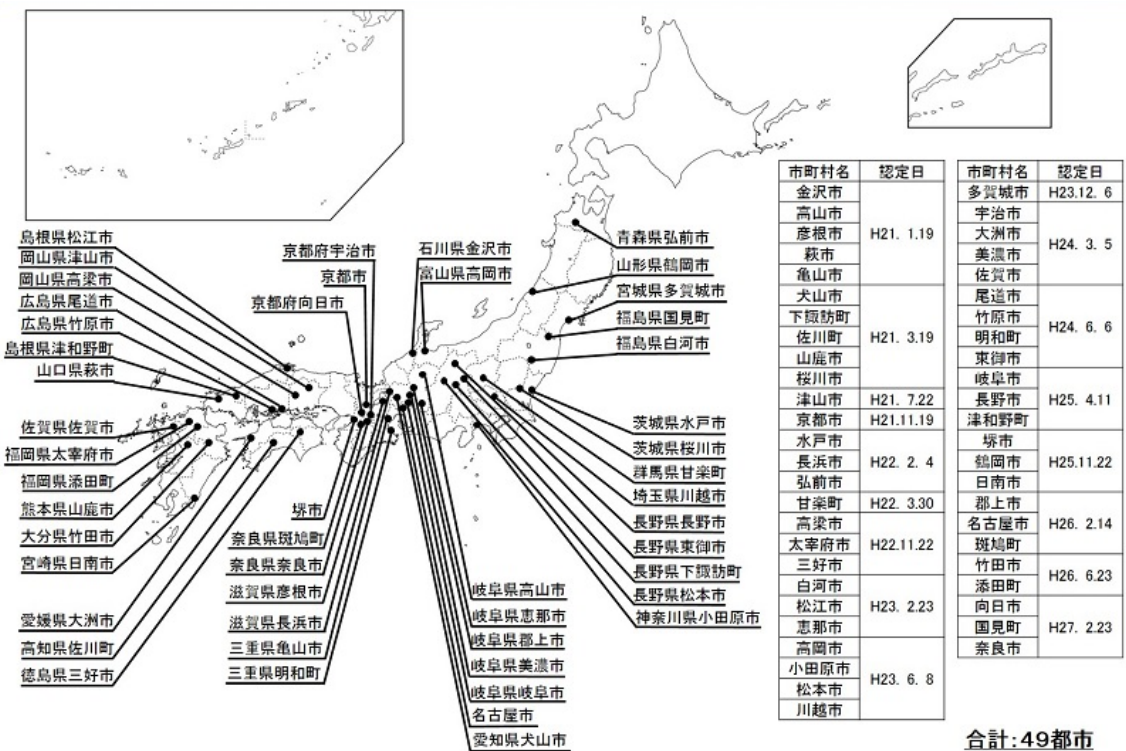 島根県松江市
岡山県津山市
岡山県高梁市
広島県尾道市
広島県竹原市
島根県津和野町
山口県萩市
佐賀県佐賀市
福岡県太宰府市
福岡県添田町
熊本県山鹿市
大分県竹田市
宮崎県日南市
愛媛県大洲市
高知県佐川町
徳島県三好市
京都府宇治市
京都市
京都府向日市
石川県金沢市
富山県高岡市
堺市
奈良県斑鳩町
奈良県奈良市
滋賀県彦根市
滋賀県長浜市
三重県亀山市
三重県明和町
岐阜県高山市
岐阜県恵那市
岐阜県郡上市
岐阜県美濃市
岐阜県岐阜市
名古屋市
愛知県犬山市
青森県弘前市
山形県鶴岡市
宮城県多賀城市
福島県国見町
福島県白河市
茨城県水戸市
茨城県桜川市
群馬県甘楽町
埼玉県川越市
長野県長野市
長野県東御市
長野県下諏訪町
長野県松本市
神奈川県小田原市
市町村名 認定日
金沢市
高山市
彦根市 H21. 1.19
萩市
亀山市
犬山市
下諏訪町
佐川町 H21. 3.19
山鹿市
桜川市
津山市 H21. 7.22
京都市 H21.11.19
水戸市
長浜市 H22. 2. 4
弘前市
甘楽町 H22. 3.30
高梁市
太宰府市 H22.11.22
三好市
白河市
松江市 H23. 2.23
恵那市
高岡市
小田原市 H23. 6. 8
松本市
川越市
市町村名 認定日
多賀城市 H23.12. 6
宇治市
大洲市 H24. 3. 5
美濃市
佐賀市
尾道市
竹原市 H24. 6. 6
明和町
東御市
岐阜市
長野市 H25. 4.11
津和野町
堺市
鶴岡市 H25.11.22
日南市
郡上市
名古屋市 H26. 2.14
斑鳩町
竹田市 H26. 6.23
添田町
向日市
国見町 H27. 2.23
奈良市
合計:49都市